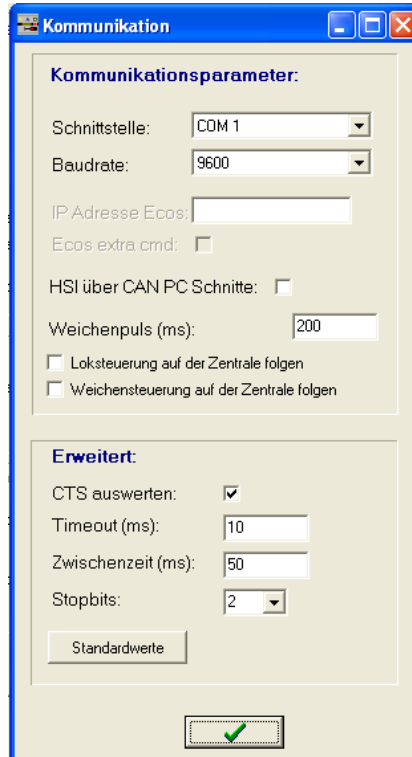 Kommunikation
Kommunikationsparameter:
Schnittstelle: COM 1
Baudrate: 9600
IP Adresse Ecos:
Ecos extra cmd:
HSI über CAN PC Schnitte:
Weichenpuls (ms): 200
Loksteuerung auf der Zentrale folgen
Weichensteuerung auf der Zentrale folgen
Erweitert:
CTS auswerten:
Timeout (ms): 10
Zwischenzeit (ms): 50
Stopbits: 2
Standardwerte